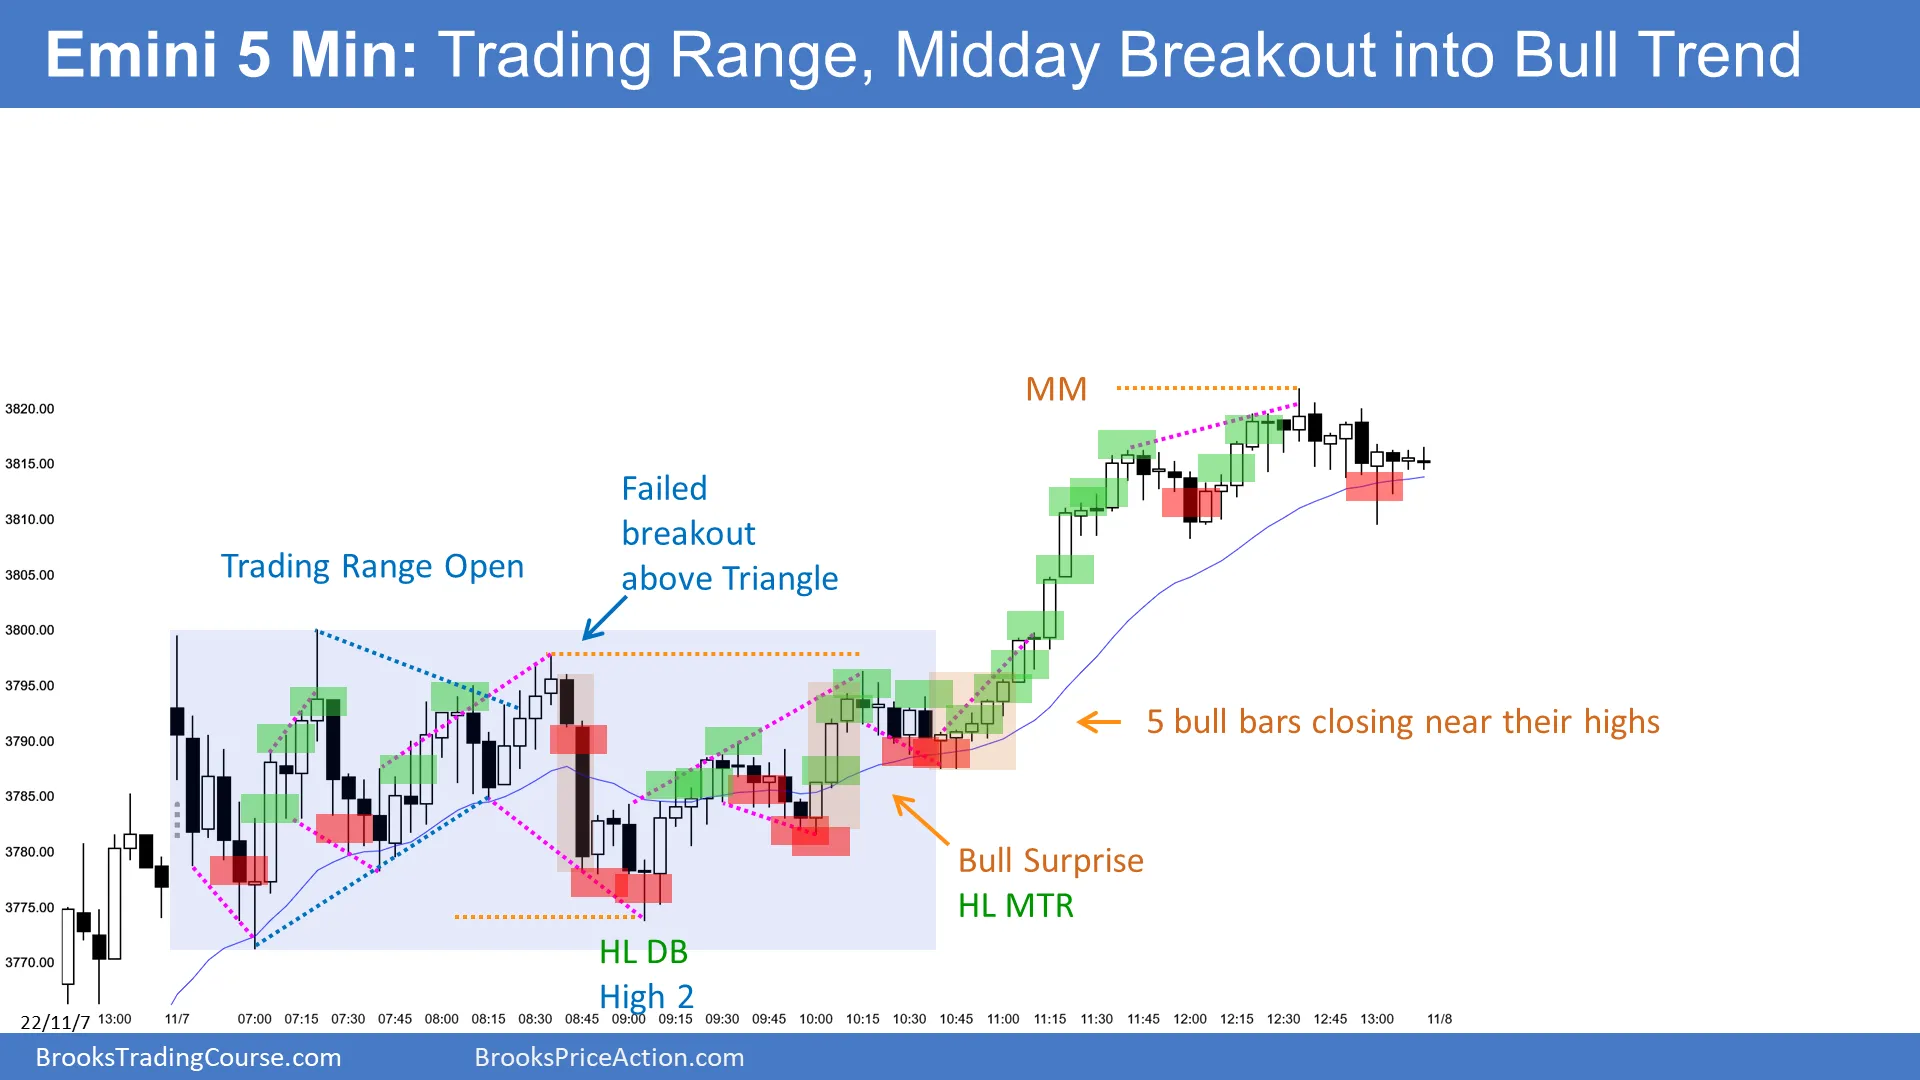 Emini 5 Min: Trading Range, Midday Breakout into Bull Trend
MM
3820.00
3815.00
3810.00
3805.00
3800.00
3795.00
3790.00
3785.00
3780.00
3775.00
3770.00
Failed
breakout
above Triangle
Trading Range Open
5 bull bars closing near their highs
Bull Surprise
HL MTR
HL DB
High 2
22/11/7 13:00 11/7 07:00 07:15 07:30 07:45 08:00 08:15 08:30 08:45 09:00 09:15 09:30 09:45 10:00 10:15 10:30 10:45 11:00 11:15 11:30 11:45 12:00 12:15 12:30 12:45 13:00 11/8
BrooksTradingCourse.com BrooksPriceAction.com